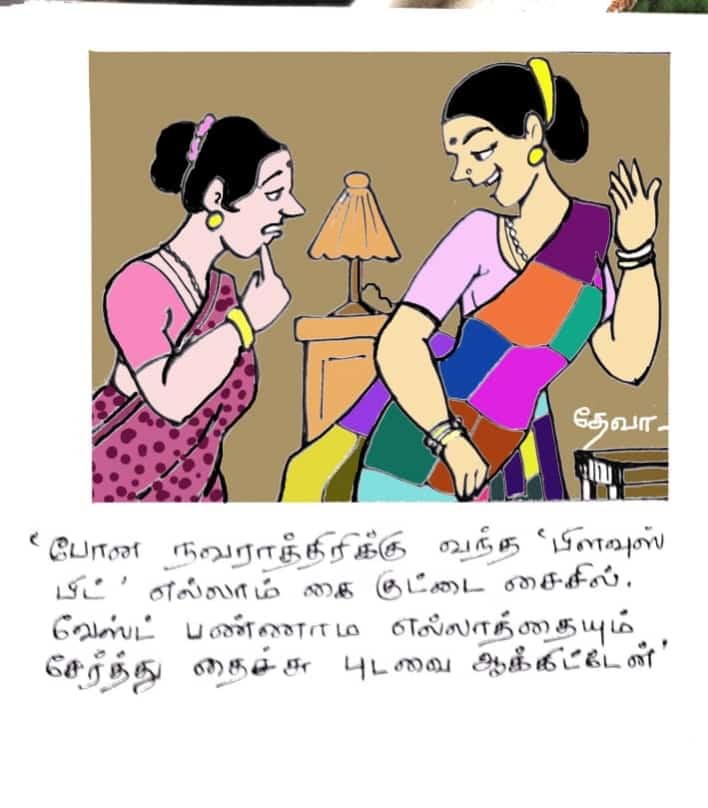 தேவா
'போன நவராத்திரிக்கு வந்த 'பிளவுஸ்
பிட்' எல்லாம் கை குட்டை சைசில்.
வேஸ்ட் பண்ணாம எல்லாத்தையும்
சேர்த்து தைச்சு புடவை ஆக்கிட்டேன்'